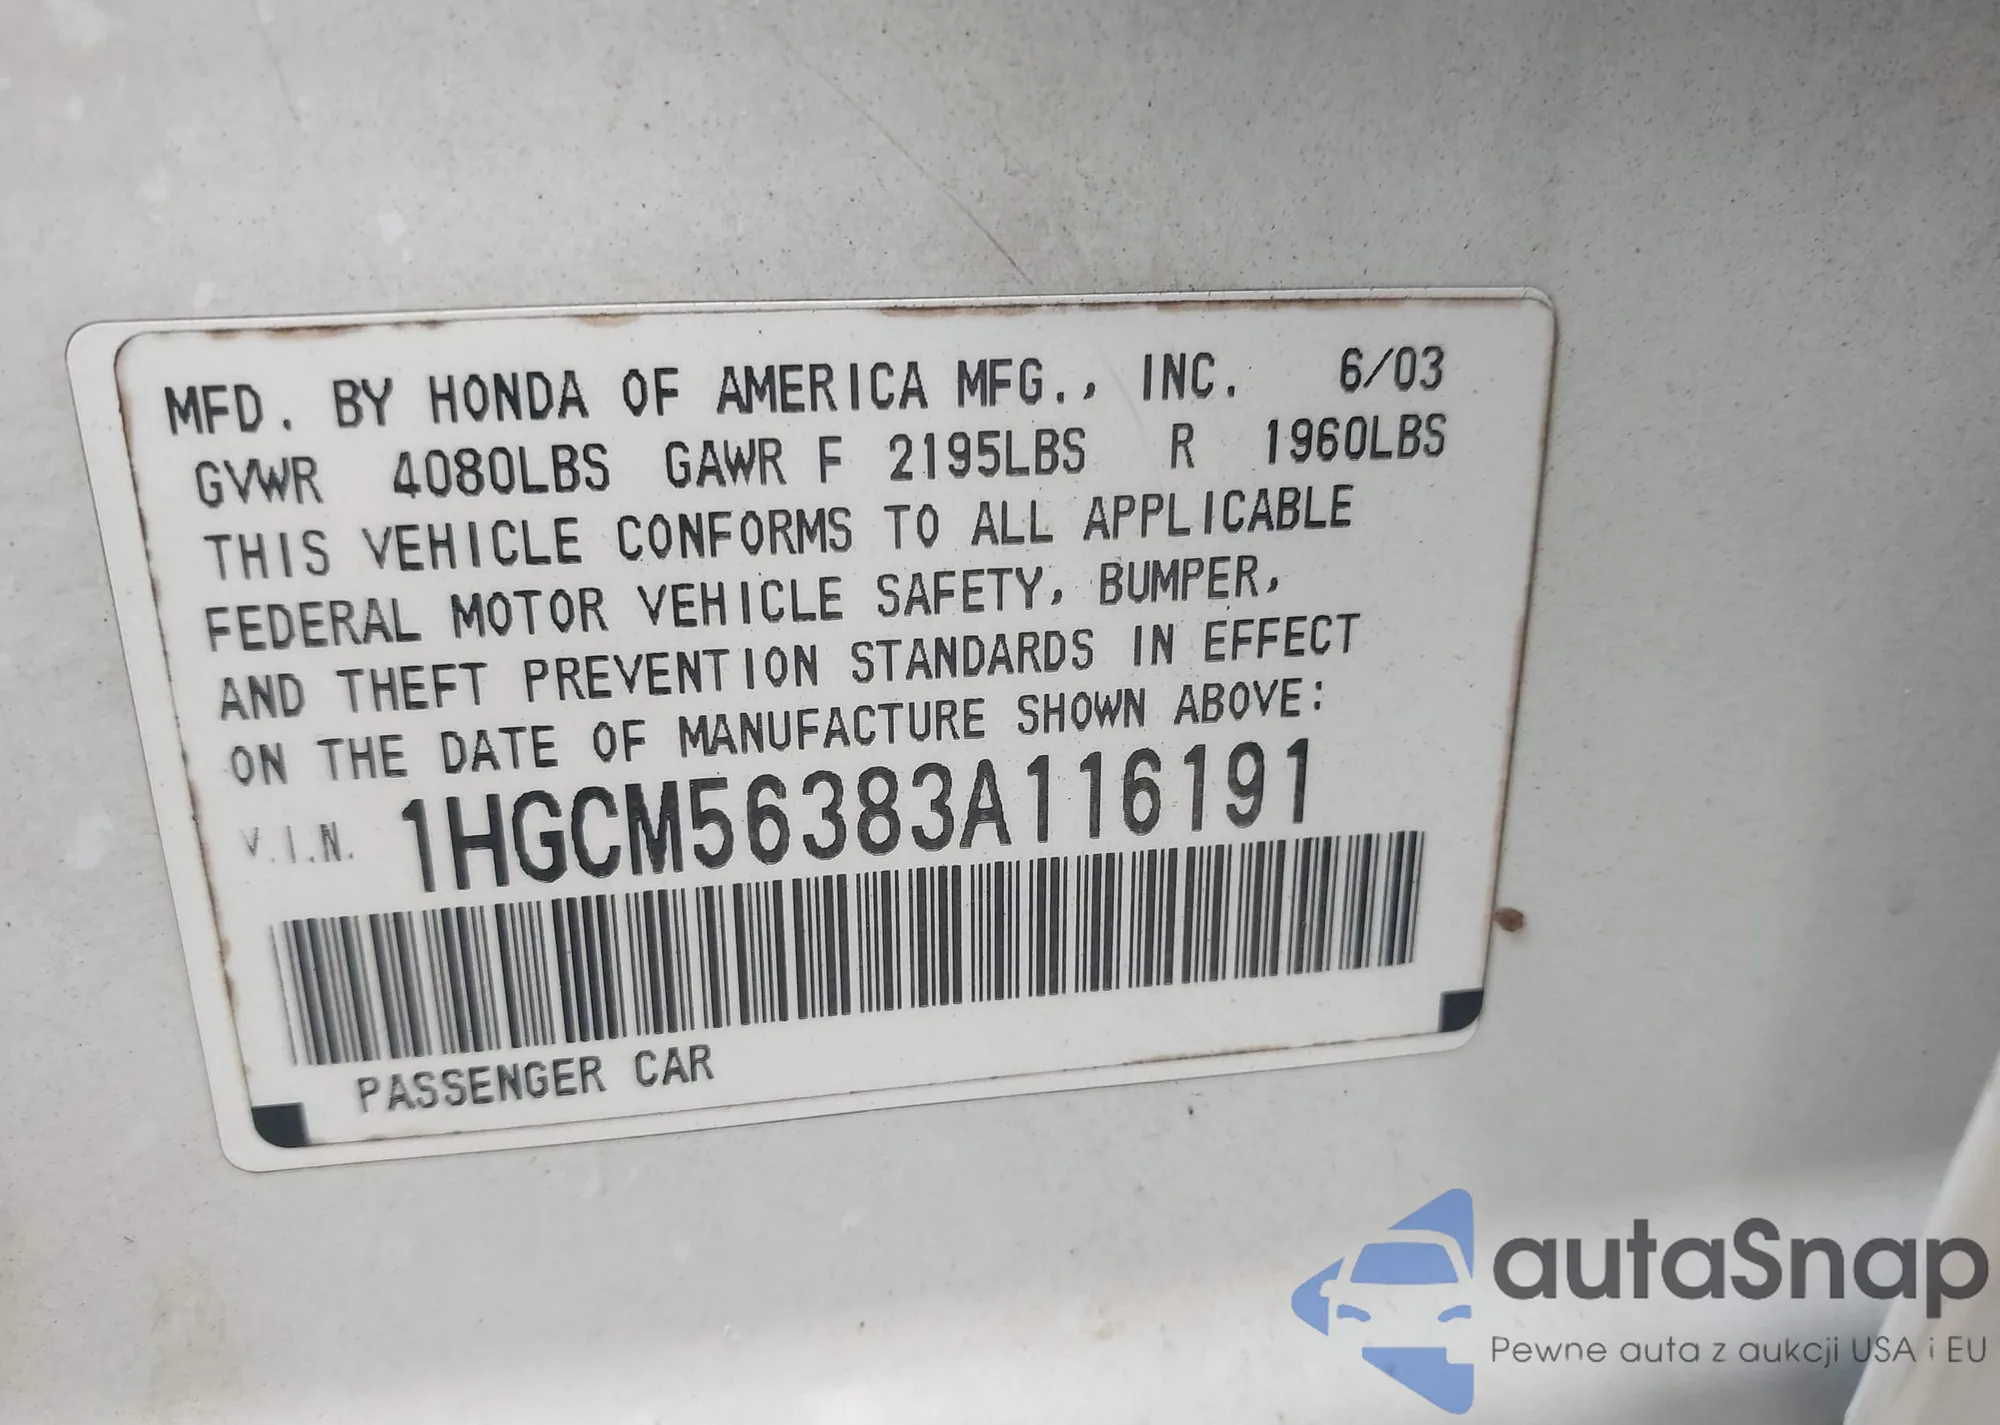 MFD. BY HONDA OF AMERICA MFG., INC. 6/03
GVWR 4080LBS GAWR F 2195LBS R 1960LBS
THIS VEHICLE CONFORMS TO ALL APPLICABLE
FEDERAL MOTOR VEHICLE SAFETY, BUMPER,
AND THEFT PREVENTION STANDARDS IN EFFECT
ON THE DATE OF MANUFACTURE SHOWN ABOVE:
V.I.N. 1HGCM56383A116191
PASSENGER CAR
autaSnap
Pewne auta z aukcji USA i EU